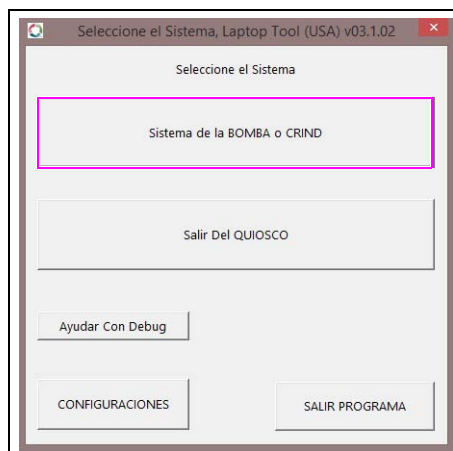 Seleccione el Sistema, Laptop Tool (USA) v03.1.02
Seleccione el Sistema
Sistema de la BOMBA o CRIND
Salir Del QUIOSCO
Ayudar Con Debug
CONFIGURACIONES
SALIR PROGRAMA